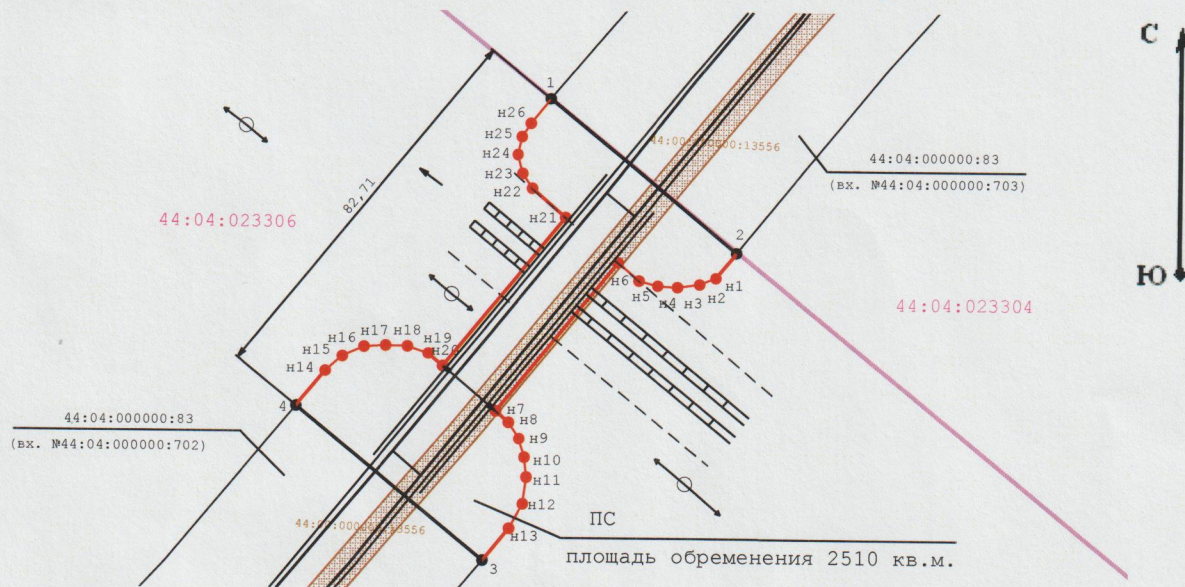 С
1
н26
н25
н24
н23
н22
н21
44:04:000000:83
(вх. №44:04:000000:703)
82,71
44:04:023306
2
н1
н2
н3
н4
н5
н6
Ю
44:04:023304
н14
н15
н16
н17
н18
н19
н20
4
44:04:000000:83
(вх. №44:04:000000:702)
н7
н8
н9
н10
н11
н12
н13
3
ПС
площадь обременения 2510 кв.м.